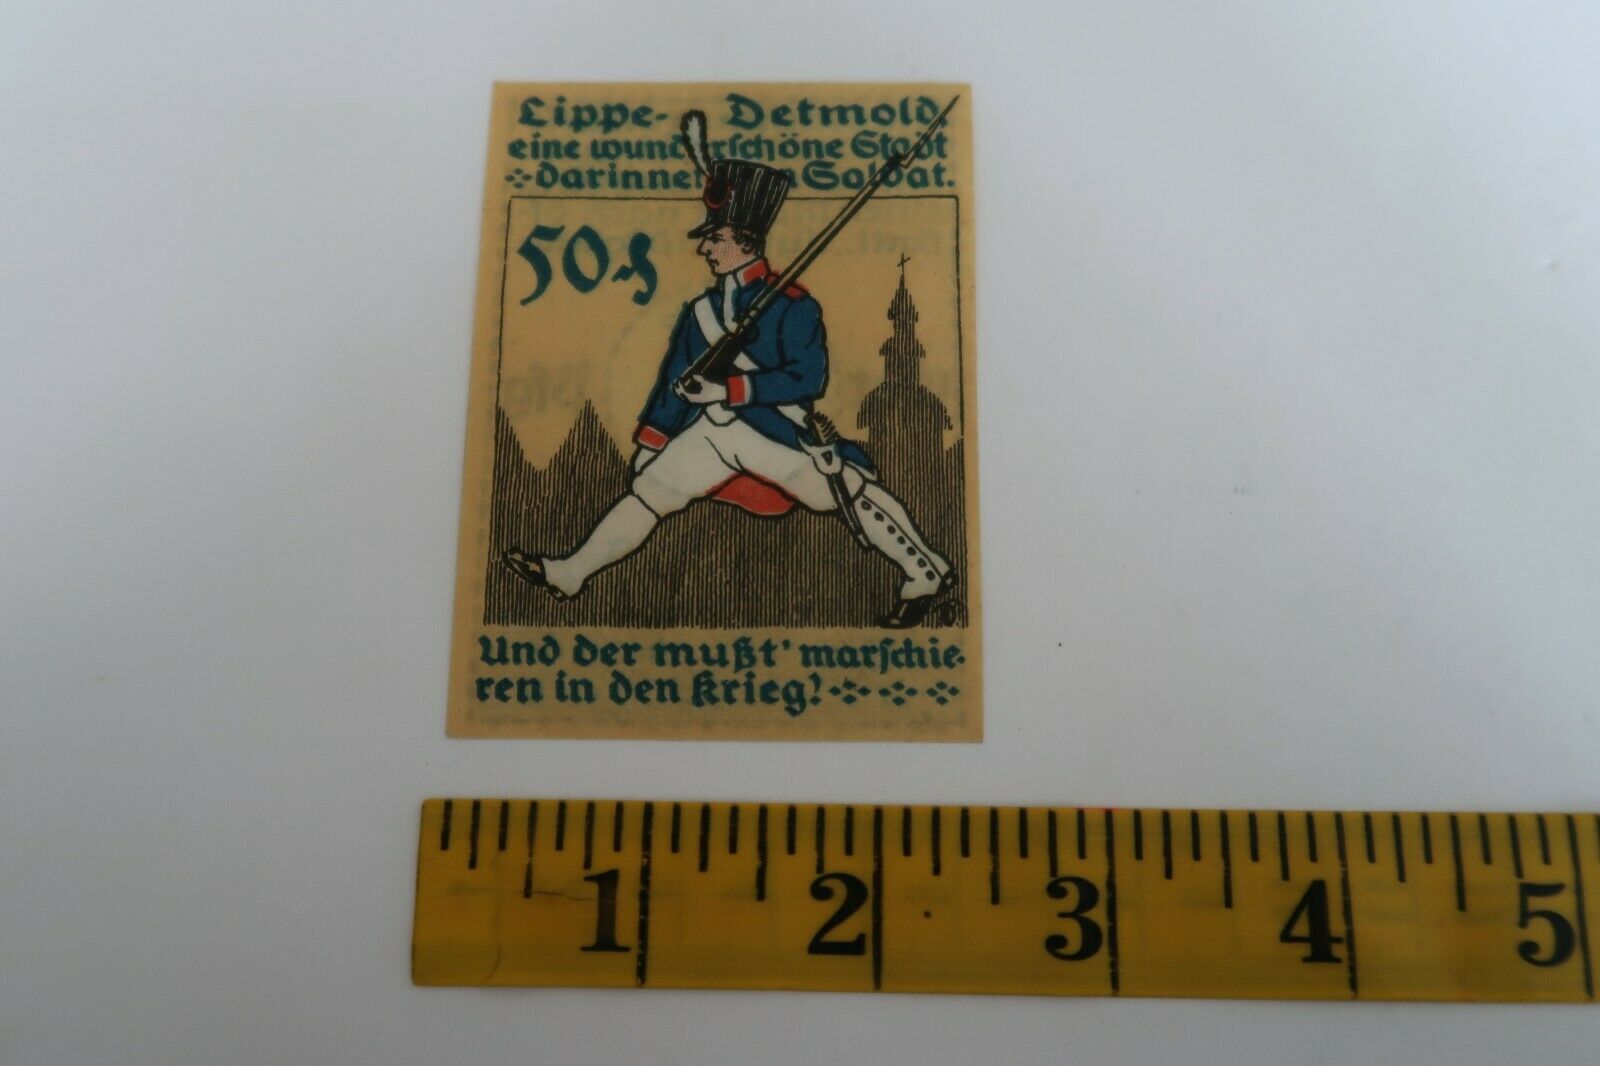 Lippe- Detmold,
eine wunderschöne Stadt
darinnen Soldat.
50 ₰
Und der mußt' marschie-
ren in den Krieg!
1 2 3 4 5